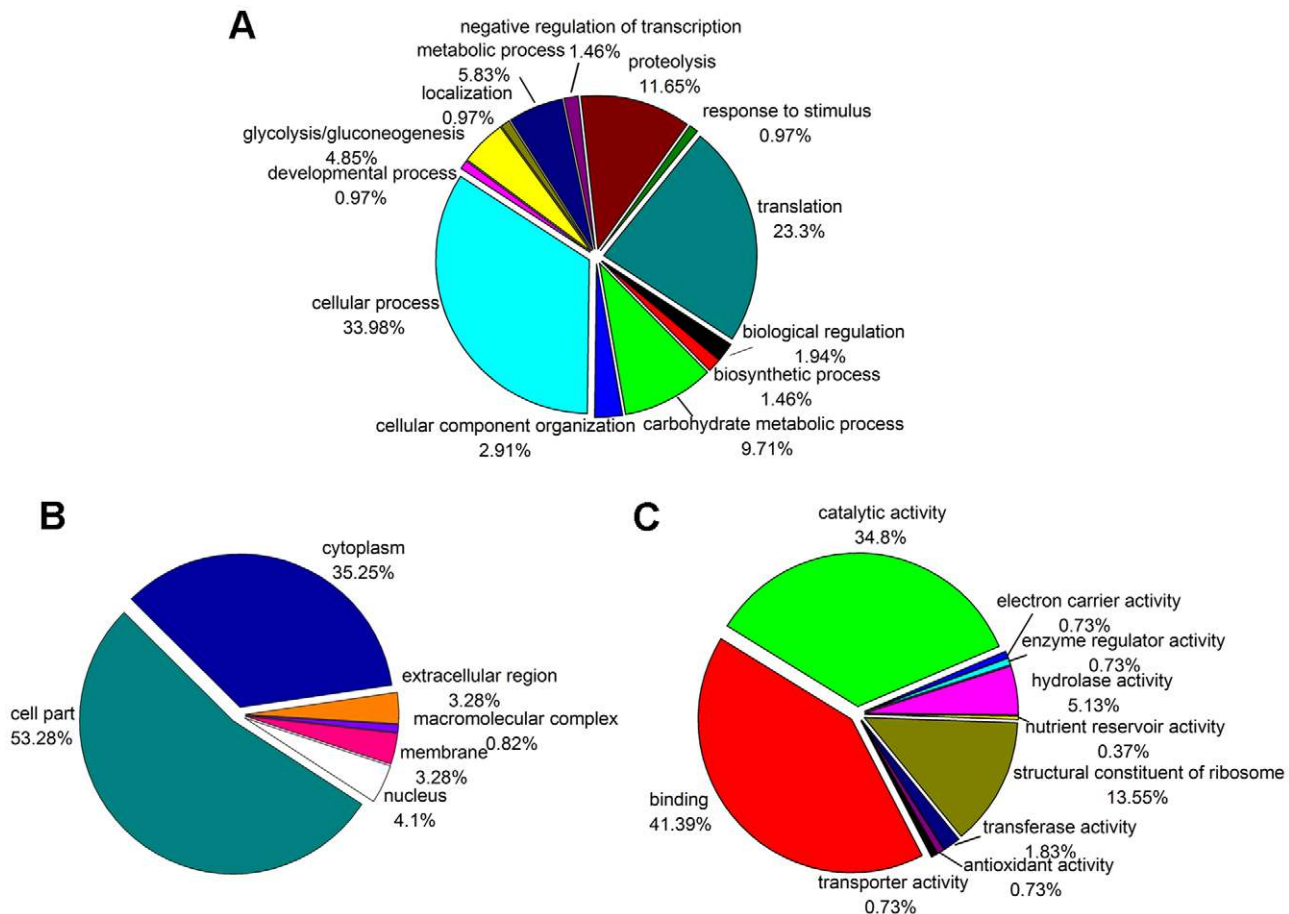 A
negative regulation of transcription
1.46%
metabolic process
5.83%
proteolysis
11.65%
localization
0.97%
response to stimulus
0.97%
glycolysis/gluconeogenesis
4.85%
developmental process
0.97%
translation
23.3%
cellular process
33.98%
biological regulation
1.94%
biosynthetic process
1.46%
cellular component organization
2.91%
carbohydrate metabolic process
9.71%
B
cytoplasm
35.25%
extracellular region
3.28%
macromolecular complex
0.82%
cell part
53.28%
membrane
3.28%
nucleus
4.1%
C
catalytic activity
34.8%
electron carrier activity
0.73%
enzyme regulator activity
0.73%
hydrolase activity
5.13%
nutrient reservoir activity
0.37%
structural constituent of ribosome
13.55%
binding
41.39%
transferase activity
1.83%
antioxidant activity
0.73%
transporter activity
0.73%